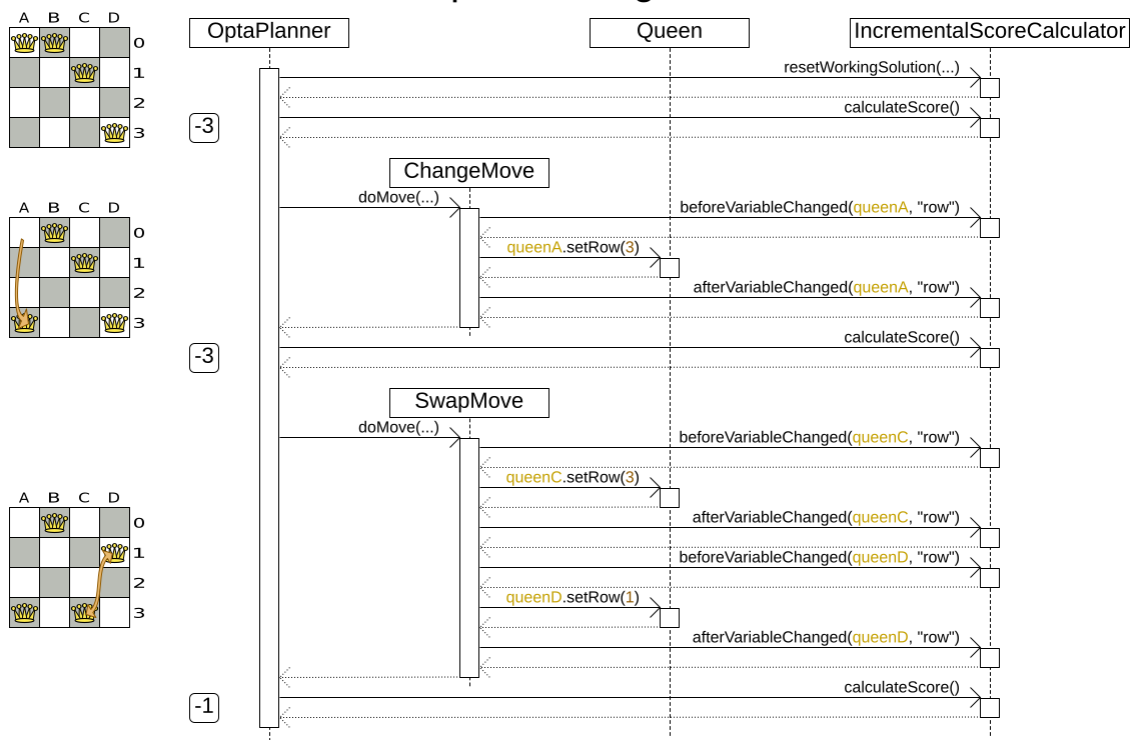 OptaPlanner
Queen
IncrementalScoreCalculator
A B C D
0
1
2
3
resetWorkingSolution(...)
calculateScore()
-3
ChangeMove
doMove(...)
A B C D
0
1
2
3
beforeVariableChanged(queenA, "row")
queenA.setRow(3)
afterVariableChanged(queenA, "row")
calculateScore()
-3
SwapMove
doMove(...)
beforeVariableChanged(queenC, "row")
queenC.setRow(3)
A B C D
0
1
2
3
afterVariableChanged(queenC, "row")
beforeVariableChanged(queenD, "row")
queenD.setRow(1)
afterVariableChanged(queenD, "row")
calculateScore()
-1